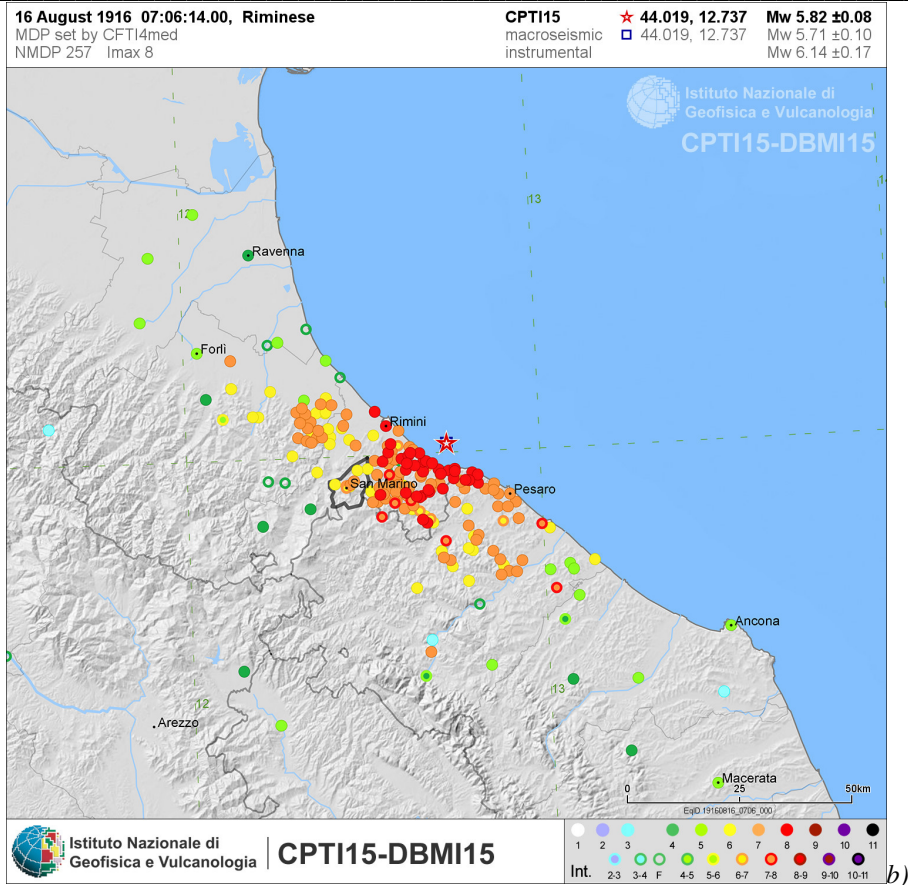 16 August 1916 07:06:14.00, Riminese
CPTI15 44.019, 12.737 Mw 5.82 ±0.08
MDP set by CFTI4med
macroseismic 44.019, 12.737 Mw 5.71 ±0.10
NMDP 257 Imax 8
instrumental Mw 6.14 ±0.17
Istituto Nazionale di
Geofisica e Vulcanologia
CPTI15-DBMI15
12
13
Ravenna
Forlì
Rimini
San Marino
Pesaro
Ancona
13
12
Arezzo
Macerata
0 25 50km
EqID 19160816_0706_000
Istituto Nazionale di
Geofisica e Vulcanologia
CPTI15-DBMI15
1 2 3 4 5 6 7 8 9 10 11
Int. 2-3 3-4 F 4-5 5-6 6-7 7-8 8-9 9-10 10-11
b)